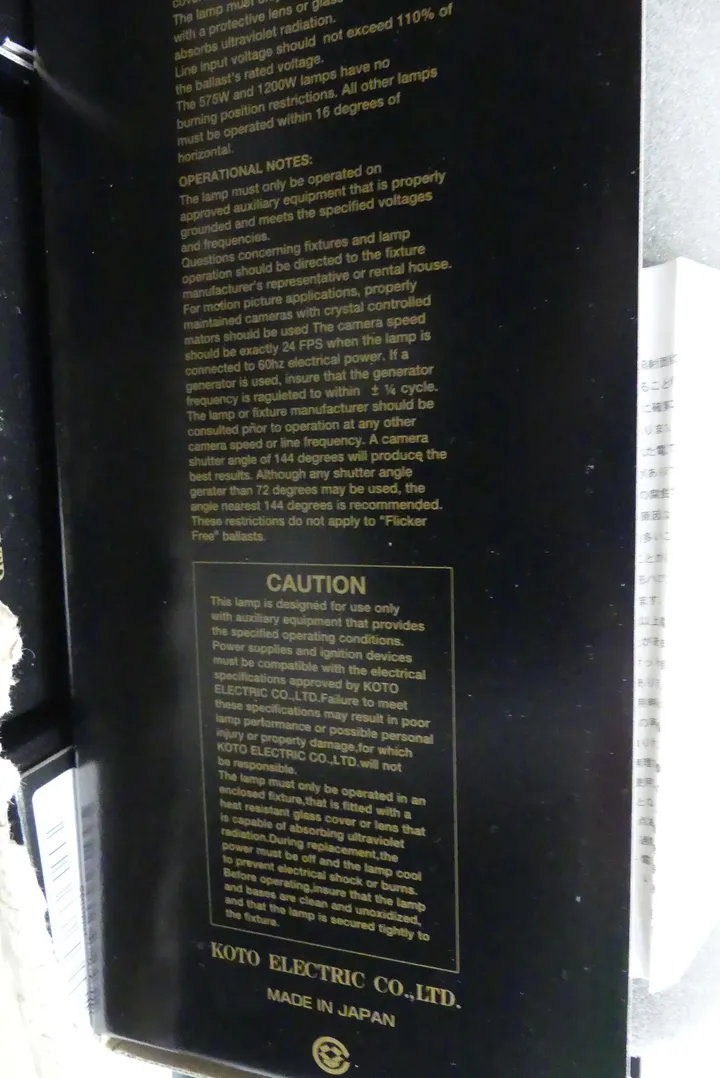 The lamp must only
with a protective lens or glass
absorbs ultraviolet radiation.
Line input voltage should not exceed 110% of
the ballast's rated voltage.
The 575W and 1200W lamps have no
burning position restrictions. All other lamps
must be operated within 16 degrees of
horizontal.
OPERATIONAL NOTES:
The lamp must only be operated on
approved auxiliary equipment that is properly
grounded and meets the specified voltages
and frequencies.
Questions concerning fixtures and lamp
operation should be directed to the fixture
manufacturer's representative or rental house.
For motion picture applications, properly
maintained cameras with crystal controlled
mators should be used The camera speed
should be exactly 24 FPS when the lamp is
connected to 60hz electrical power. If a
generator is used, insure that the generator
frequency is raguleted to within ± ¼ cycle.
The lamp or fixture manufacturer should be
consulted prior to operation at any other
camera speed or line frequency. A camera
shutter angle of 144 degrees will produce the
best results. Although any shutter angle
gerater than 72 degrees may be used, the
angle nearest 144 degrees is recommended.
These restrictions do not apply to "Flicker
Free" ballasts.
CAUTION
This lamp is designed for use only
with auxiliary equipment that provides
the specified operating conditions.
Power supplies and ignition devices
must be compatible with the electrical
specifications approved by KOTO
ELECTRIC CO.,LTD.Failure to meet
these specifications may result in poor
lamp performance or possible personal
injury or property damage,for which
KOTO ELECTRIC CO.,LTD.will not
be responsible.
The lamp must only be operated in an
enclosed fixture,that is fitted with a
heat resistant glass cover or lens that
is capable of absorbing ultraviolet
radiation.During replacement,the
power must be off and the lamp cool
to prevent electrical shock or burns.
Before operating,insure that the lamp
and bases are clean and unoxidized,
and that the lamp is secured tightly to
the fixture.
KOTO ELECTRIC CO.,LTD.
MADE IN JAPAN